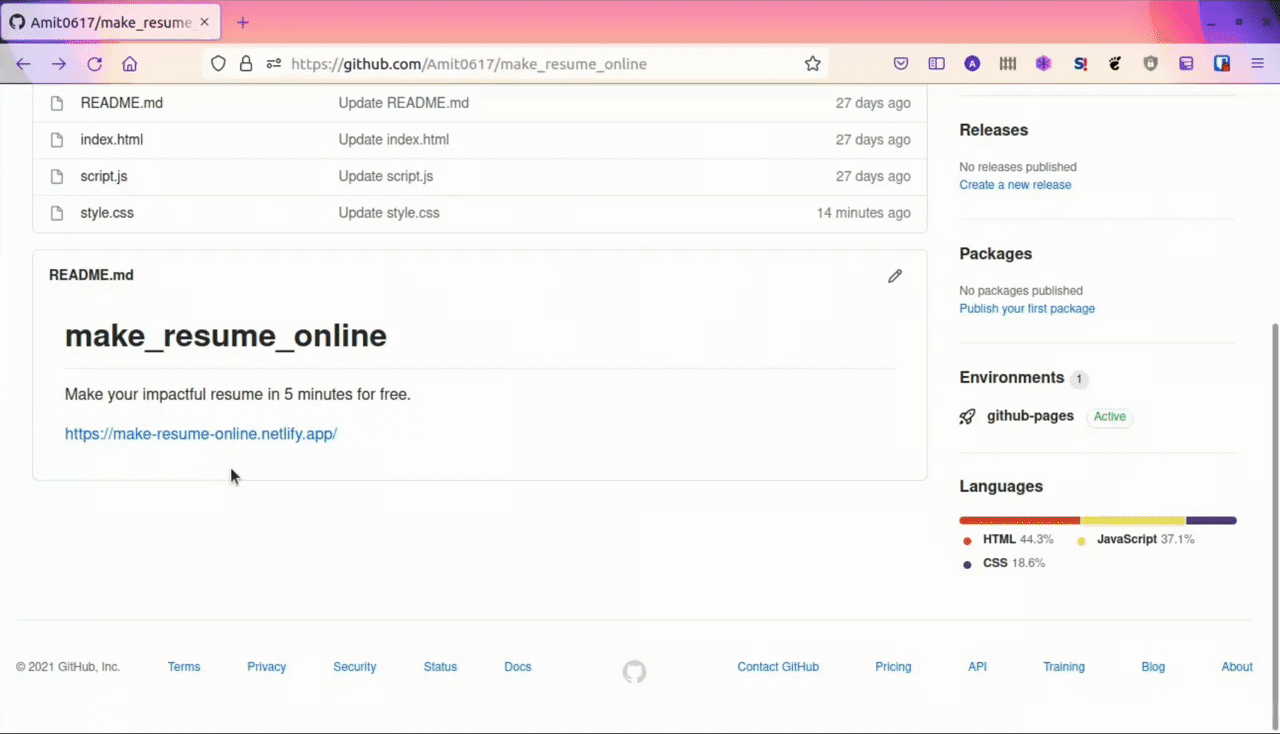 Amit0617/make_resume
https://github.com/Amit0617/make_resume_online
A
S!
README.md Update README.md 27 days ago
index.html Update index.html 27 days ago
script.js Update script.js 27 days ago
style.css Update style.css 14 minutes ago
README.md
make_resume_online
Make your impactful resume in 5 minutes for free.
https://make-resume-online.netlify.app/
Releases
No releases published
Create a new release
Packages
No packages published
Publish your first package
Environments 1
github-pages Active
Languages
HTML 44.3% JavaScript 37.1%
CSS 18.6%
© 2021 GitHub, Inc. Terms Privacy Security Status Docs Contact GitHub Pricing API Training Blog About